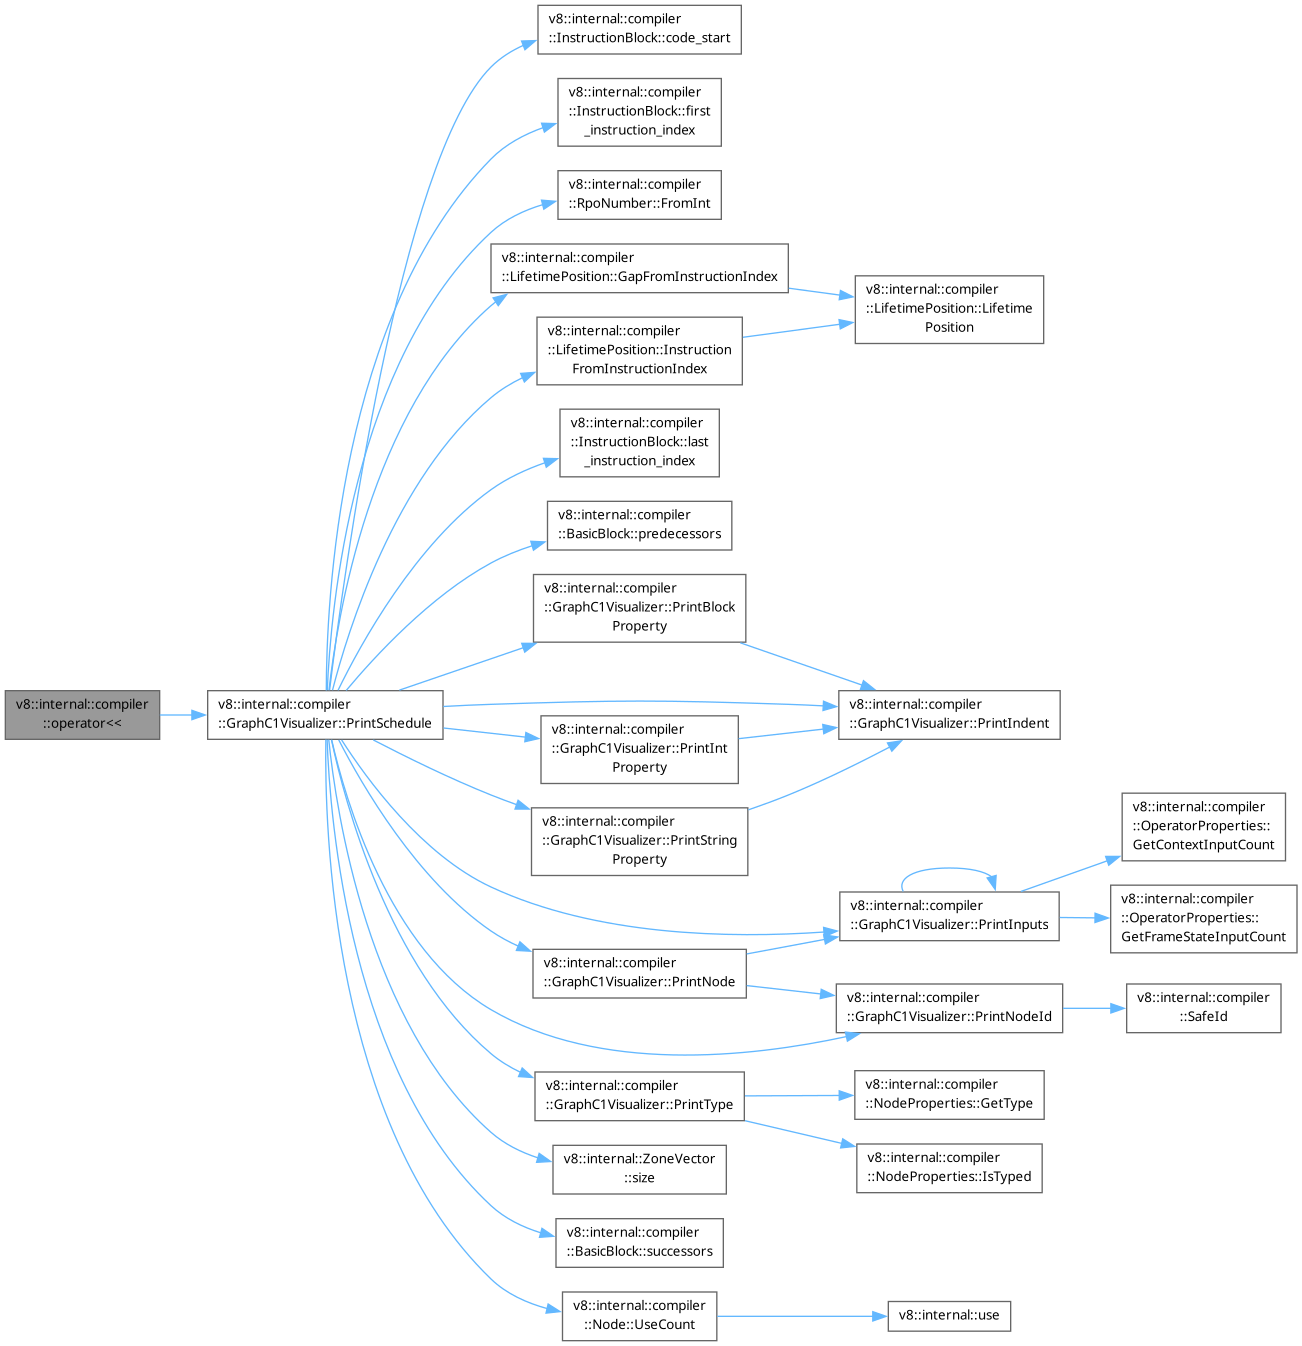 v8::internal::compiler
::operator<<
v8::internal::compiler
::GraphC1Visualizer::PrintSchedule
v8::internal::compiler
::InstructionBlock::code_start
v8::internal::compiler
::InstructionBlock::first
_instruction_index
v8::internal::compiler
::RpoNumber::FromInt
v8::internal::compiler
::LifetimePosition::GapFromInstructionIndex
v8::internal::compiler
::LifetimePosition::Instruction
FromInstructionIndex
v8::internal::compiler
::InstructionBlock::last
_instruction_index
v8::internal::compiler
::BasicBlock::predecessors
v8::internal::compiler
::GraphC1Visualizer::PrintBlock
Property
v8::internal::compiler
::GraphC1Visualizer::PrintInt
Property
v8::internal::compiler
::GraphC1Visualizer::PrintString
Property
v8::internal::compiler
::GraphC1Visualizer::PrintNode
v8::internal::compiler
::GraphC1Visualizer::PrintType
v8::internal::ZoneVector
::size
v8::internal::compiler
::BasicBlock::successors
v8::internal::compiler
::Node::UseCount
v8::internal::compiler
::LifetimePosition::Lifetime
Position
v8::internal::compiler
::GraphC1Visualizer::PrintIndent
v8::internal::compiler
::GraphC1Visualizer::PrintInputs
v8::internal::compiler
::GraphC1Visualizer::PrintNodeId
v8::internal::compiler
::NodeProperties::GetType
v8::internal::compiler
::NodeProperties::IsTyped
v8::internal::use
v8::internal::compiler
::OperatorProperties::
GetContextInputCount
v8::internal::compiler
::OperatorProperties::
GetFrameStateInputCount
v8::internal::compiler
::SafeId